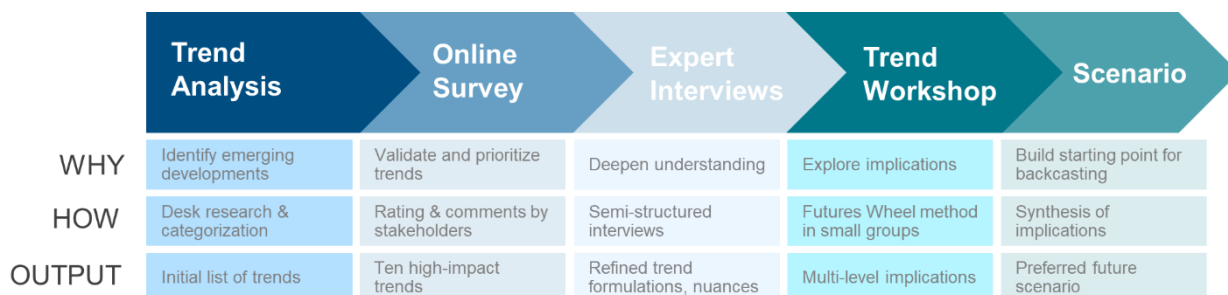 Trend
Analysis
Online
Survey
Expert
Interviews
Trend
Workshop
Scenario
WHY
Identify emerging
developments
Validate and prioritize
trends
Deepen understanding
Explore implications
Build starting point for
backcasting
HOW
Desk research &
categorization
Rating & comments by
stakeholders
Semi-structured
interviews
Futures Wheel method
in small groups
Synthesis of
implications
OUTPUT
Initial list of trends
Ten high-impact
trends
Refined trend
formulations, nuances
Multi-level implications
Preferred future
scenario